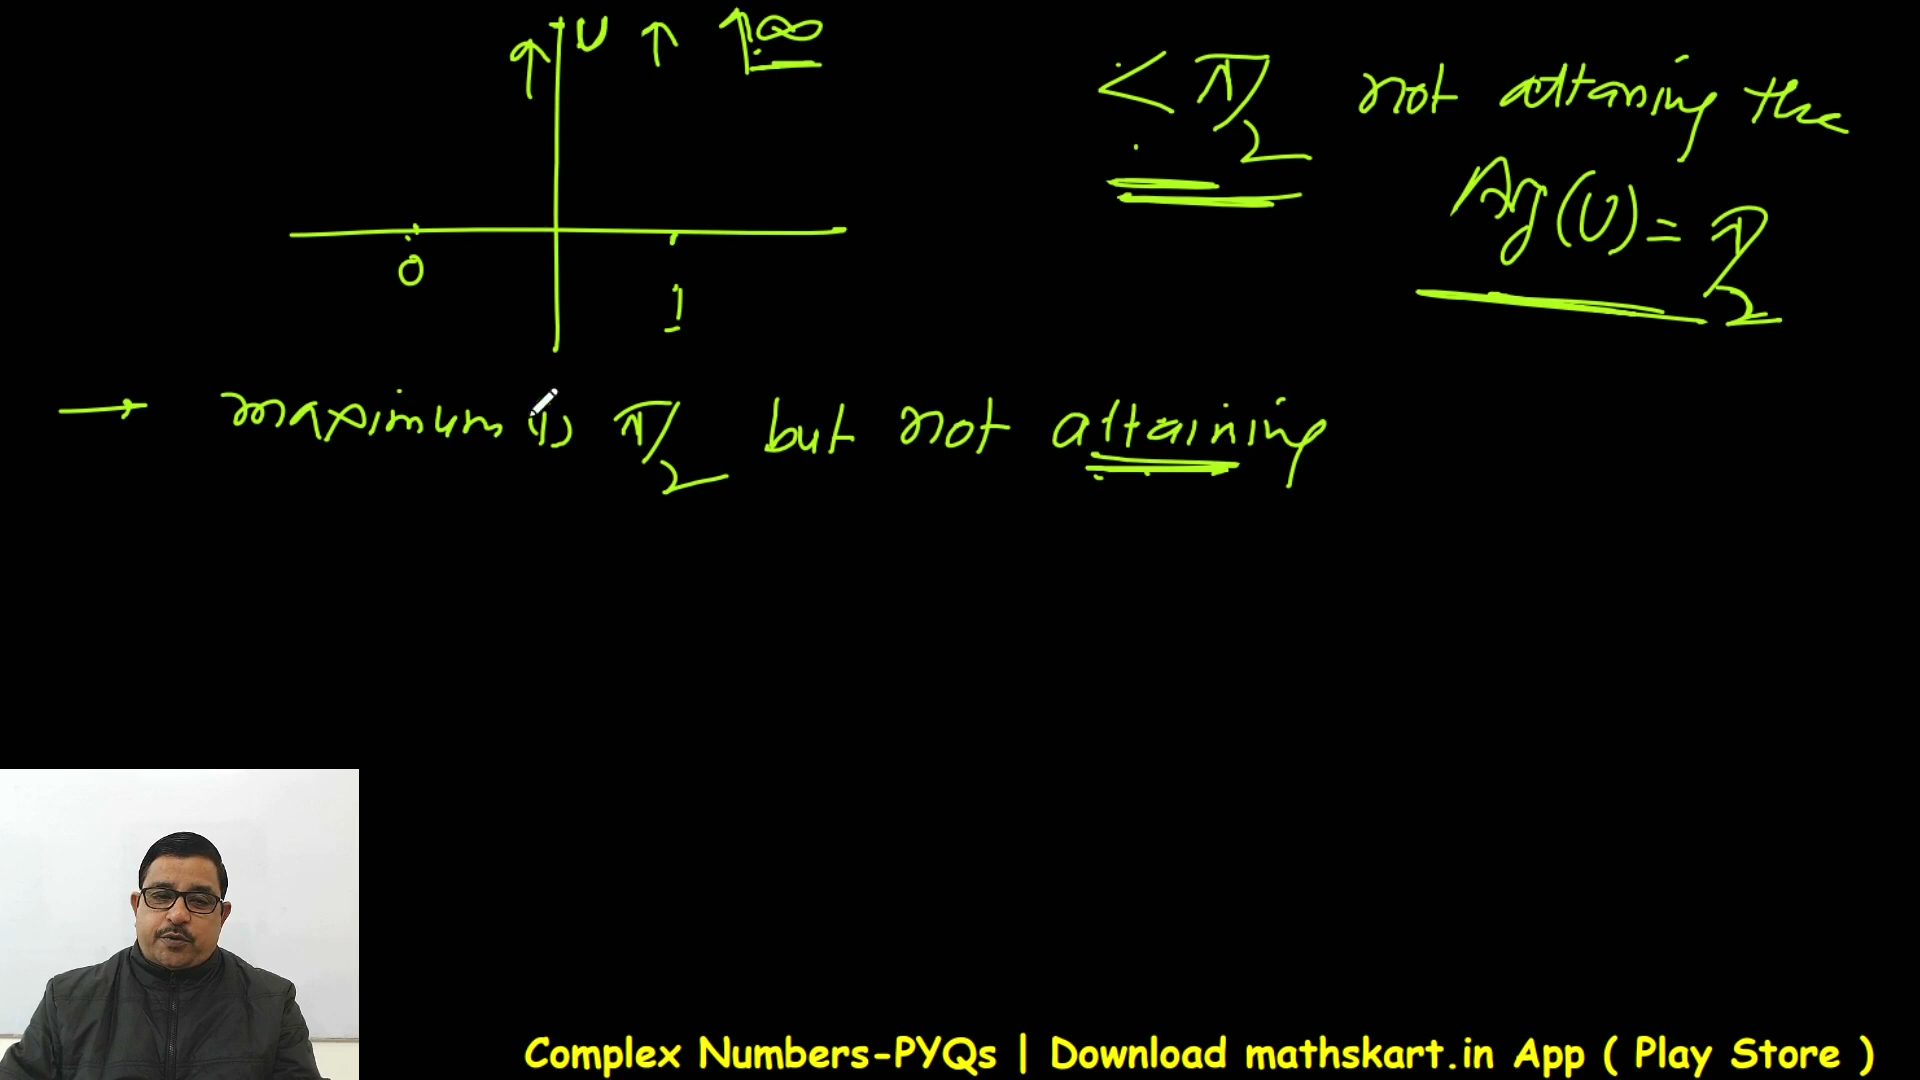 U ↑ ↑∞
↑
< π/2 not attaining the
Arg(U) = π/2
0
1
→ maximum is π/2 but not attaining
Complex Numbers-PYQs | Download mathskart.in App ( Play Store )